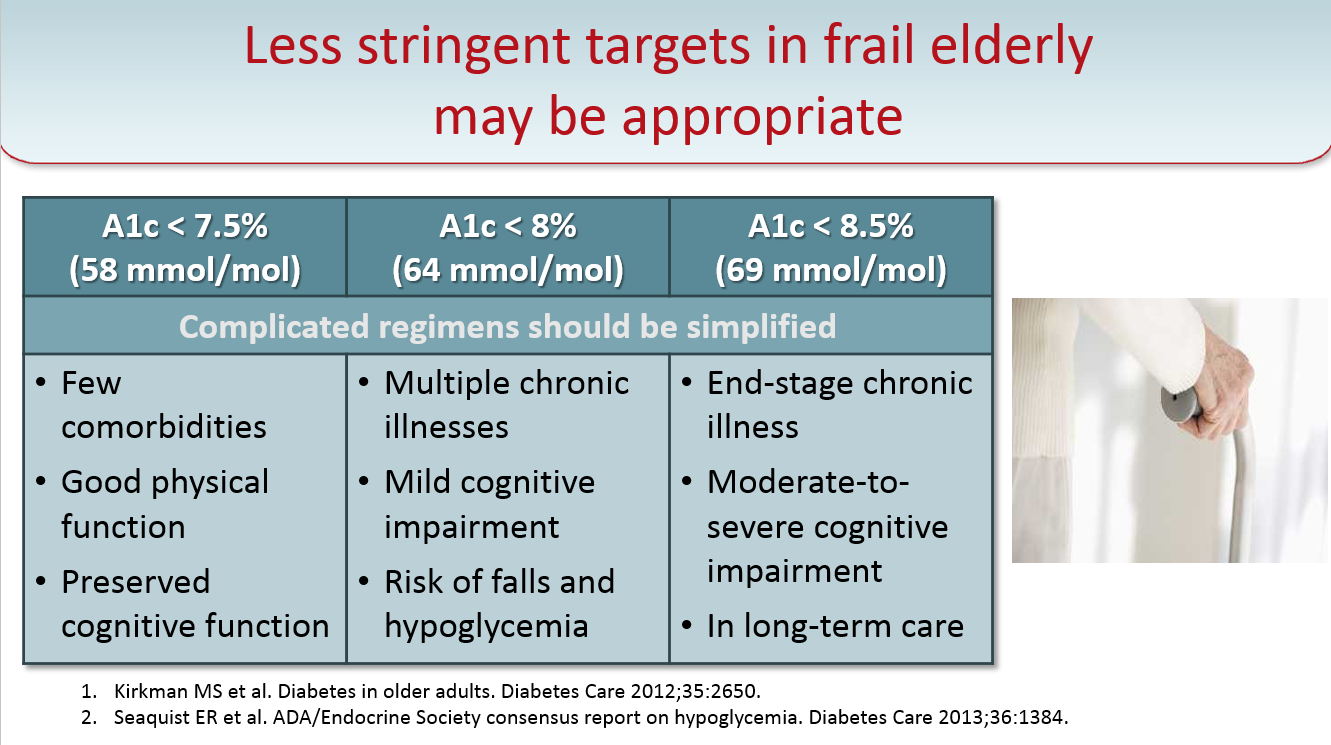 Less stringent targets in frail elderly
may be appropriate
A1c < 7.5%
(58 mmol/mol)
A1c < 8%
(64 mmol/mol)
A1c < 8.5%
(69 mmol/mol)
Complicated regimens should be simplified
• Few
comorbidities
• Good physical
function
• Preserved
cognitive function
• Multiple chronic
illnesses
• Mild cognitive
impairment
• Risk of falls and
hypoglycemia
• End-stage chronic
illness
• Moderate-to-
severe cognitive
impairment
• In long-term care
1. Kirkman MS et al. Diabetes in older adults. Diabetes Care 2012;35:2650.
2. Seaquist ER et al. ADA/Endocrine Society consensus report on hypoglycemia. Diabetes Care 2013;36:1384.